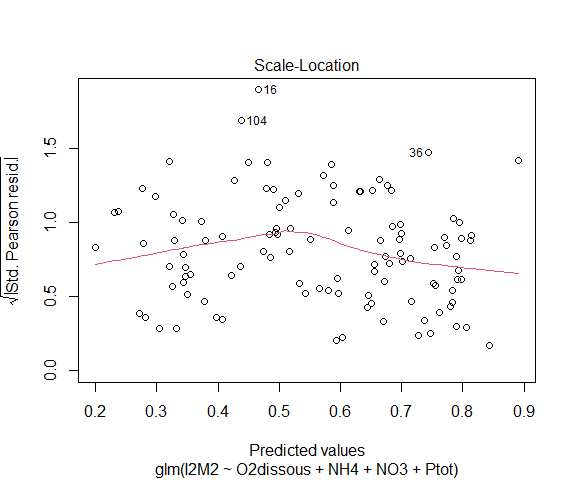 Scale-Location
√|Std. Pearson resid.|
1.5
1.0
0.5
0.0
16
104
36
0.2 0.3 0.4 0.5 0.6 0.7 0.8 0.9
Predicted values
glm(I2M2 ~ O2dissous + NH4 + NO3 + Ptot)